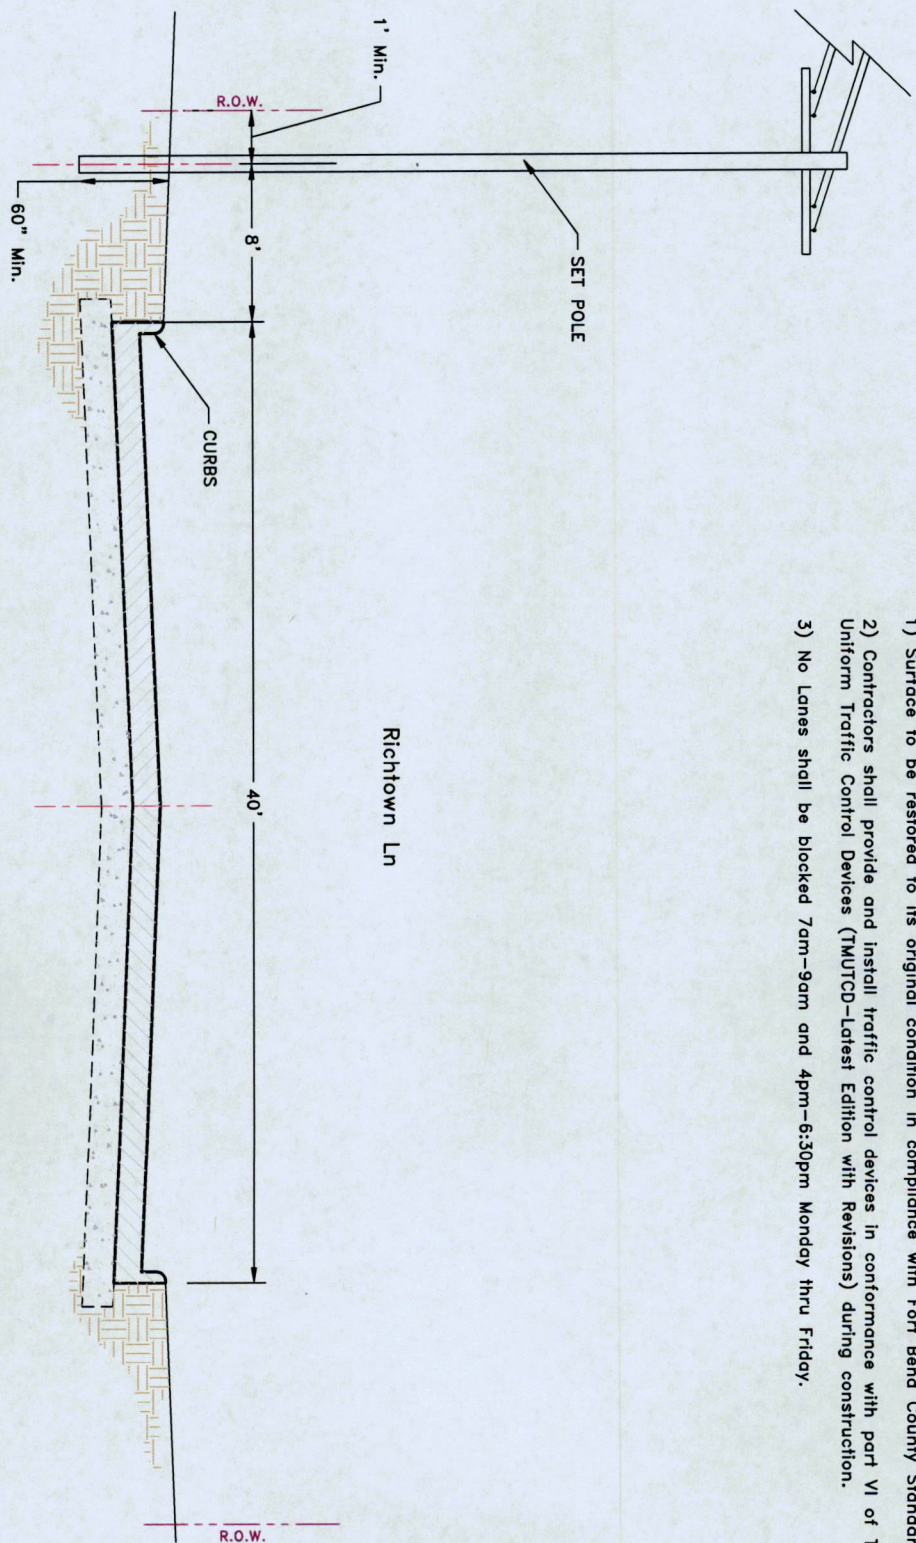 1) Surface to be restored to its original condition in compliance with Fort Bend County
2) Contractors shall provide and install traffic control devices in conformance with part VI of
Uniform Traffic Control Devices (TMUTCD-Latest Edition with Revisions) during construction.
3) No Lanes shall be blocked 7am-9am and 4pm-6:30pm Monday thru Friday.
SET POLE
Richtown Ln
1' Min.
R.O.W.
8'
40'
CURBS
60" Min.
R.O.W.